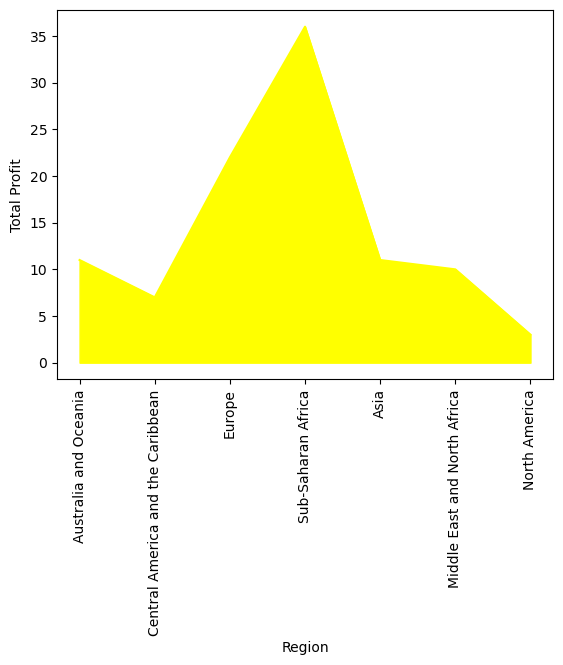 Total Profit
35
30
25
20
15
10
5
0
Australia and Oceania
Central America and the Caribbean
Europe
Sub-Saharan Africa
Asia
Middle East and North Africa
North America
Region